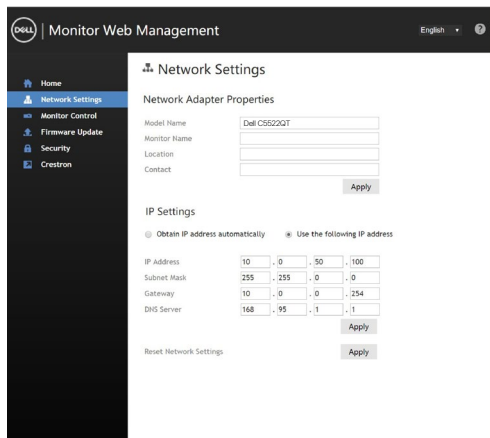 DELL | Monitor Web Management
English
?
Home
Network Settings
Monitor Control
Firmware Update
Security
Crestron
Network Settings
Network Adapter Properties
Model Name Dell C5522QT
Monitor Name
Location
Contact
Apply
IP Settings
Obtain IP address automatically Use the following IP address
IP Address 10 . 0 . 50 . 100
Subnet Mask 255 . 255 . 0 . 0
Gateway 10 . 0 . 0 . 254
DNS Server 168 . 95 . 1 . 1
Apply
Reset Network Settings Apply